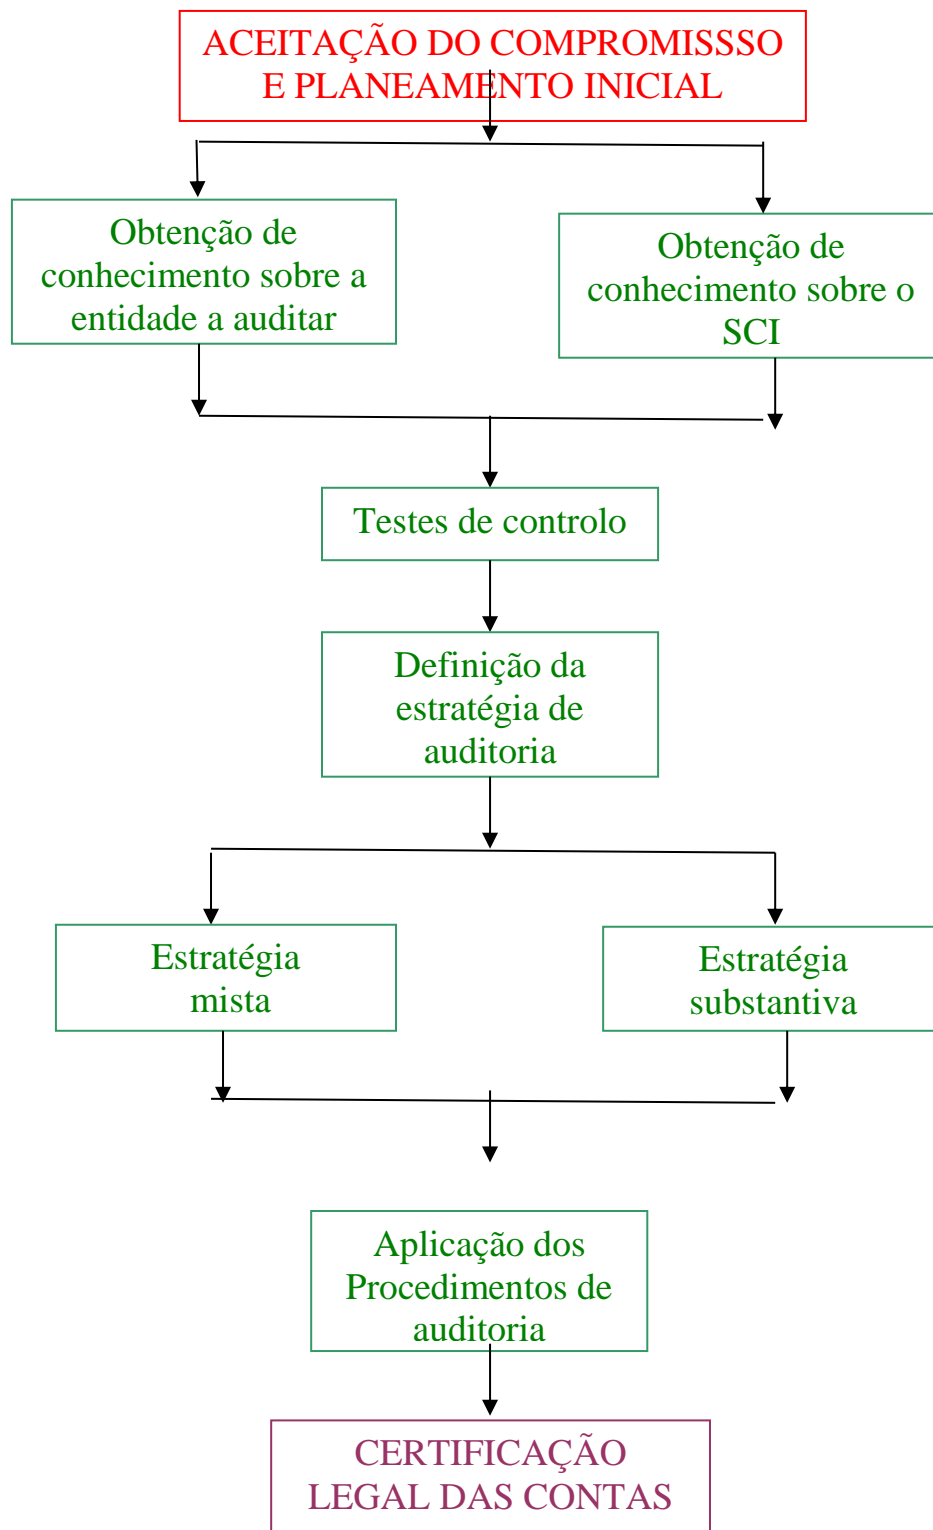 ACEITAÇÃO DO COMPROMISSSO
E PLANEAMENTO INICIAL
Obtenção de
conhecimento sobre a
entidade a auditar
Obtenção de
conhecimento sobre o
SCI
Testes de controlo
Definição da
estratégia de
auditoria
Estratégia
mista
Estratégia
substantiva
Aplicação dos
Procedimentos de
auditoria
CERTIFICAÇÃO
LEGAL DAS CONTAS